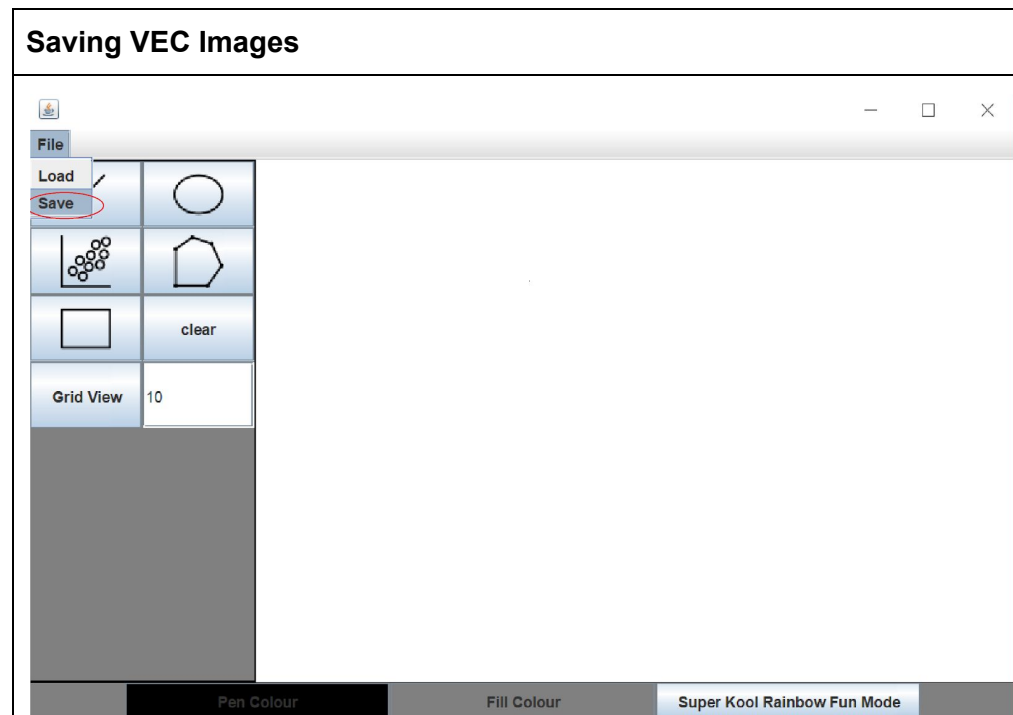 Saving VEC Images
File
Load
Save
clear
Grid View 10
Pen Colour Fill Colour Super Kool Rainbow Fun Mode